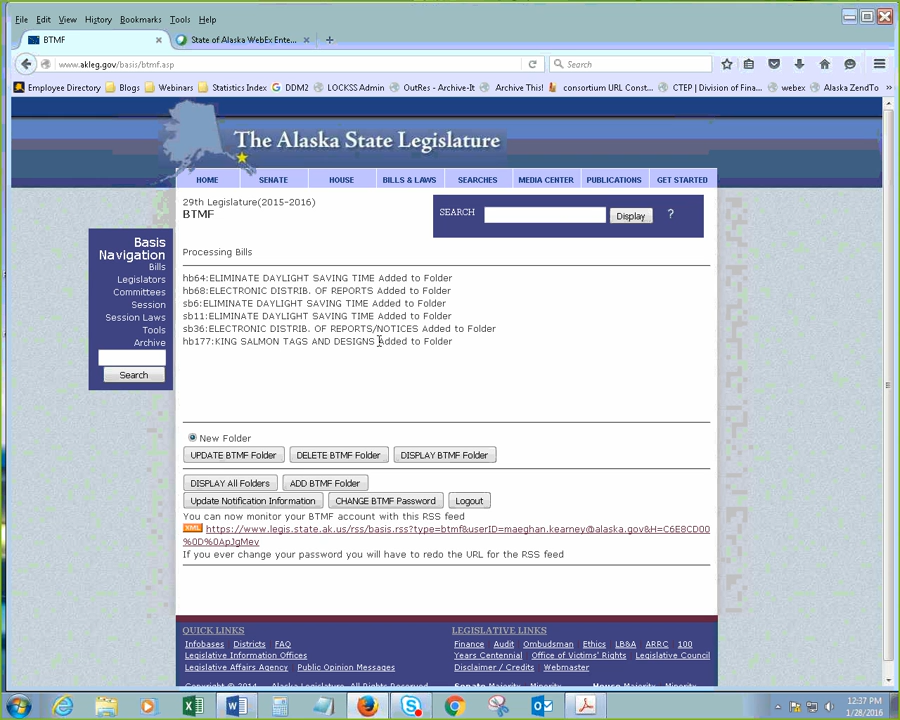 File Edit View History Bookmarks Tools Help
BTMF × State of Alaska WebEx Ente... × +
www.akleg.gov/basis/btmf.asp Search
Employee Directory Blogs Webinars Statistics Index DDM2 LOCKSS Admin OutRes - Archive-It Archive This! consortium URL Const... CTEP | Division of Fina... webex Alaska ZendTo »
The Alaska State Legislature
HOME SENATE HOUSE BILLS & LAWS SEARCHES MEDIA CENTER PUBLICATIONS GET STARTED
29th Legislature(2015-2016)
BTMF
SEARCH Display ?
Basis
Navigation
Bills
Legislators
Committees
Session
Session Laws
Tools
Archive
Search
Processing Bills
hb64:ELIMINATE DAYLIGHT SAVING TIME Added to Folder
hb68:ELECTRONIC DISTRIB. OF REPORTS Added to Folder
sb6:ELIMINATE DAYLIGHT SAVING TIME Added to Folder
sb11:ELIMINATE DAYLIGHT SAVING TIME Added to Folder
sb36:ELECTRONIC DISTRIB. OF REPORTS/NOTICES Added to Folder
hb177:KING SALMON TAGS AND DESIGNS Added to Folder
New Folder
UPDATE BTMF Folder DELETE BTMF Folder DISPLAY BTMF Folder
DISPLAY All Folders ADD BTMF Folder
Update Notification Information CHANGE BTMF Password Logout
You can now monitor your BTMF account with this RSS feed
XML https://www.legis.state.ak.us/rss/basis.rss?type=btmf&userID=maeghan.kearney@alaska.gov&H=C6E8CD00
%0D%0ApJgMev
If you ever change your password you will have to redo the URL for the RSS feed
QUICK LINKS
Infobases Districts FAQ
Legislative Information Offices
Legislative Affairs Agency Public Opinion Messages
LEGISLATIVE LINKS
Finance Audit Ombudsman Ethics LB&A ARRC 100
Years Centennial Office of Victims' Rights Legislative Council
Disclaimer / Credits Webmaster
12:37 PM
1/28/2016